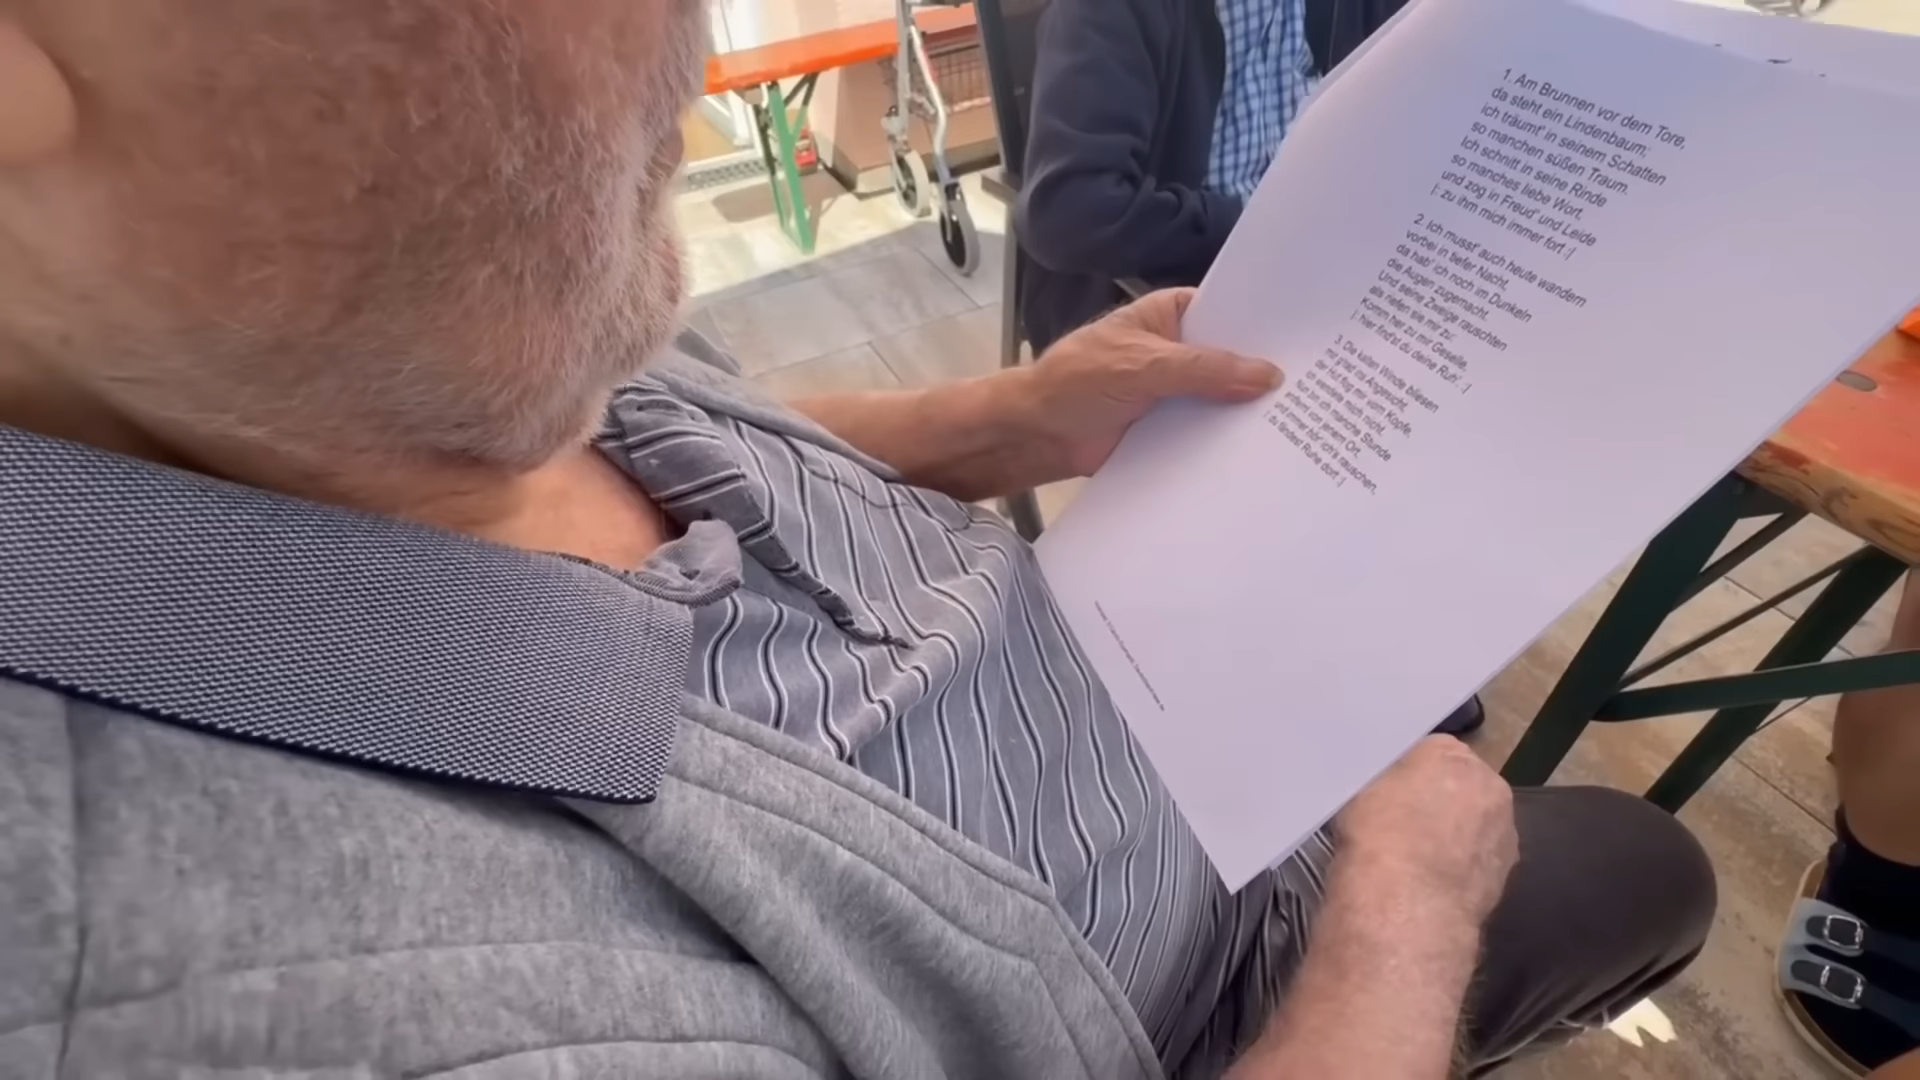 1. Am Brunnen vor dem Tore,
da steht ein Lindenbaum;
ich träumt' in seinem Schatten
so manchen süßen Traum.
Ich schnitt in seine Rinde
so manches liebe Wort,
und zog in Freud' und Leide
|: zu ihm mich immer fort :|
2. Ich musst' auch heute wandern
vorbei in tiefer Nacht,
da hab' ich noch im Dunkeln
die Augen zugemacht.
Und seine Zweige rauschten
als riefen sie mir zu:
Komm her zu mir Geselle,
|: hier find'st du deine Ruh'. :|
3. Die kalten Winde bliesen
mir grad ins Angesicht,
der Hut flog mir vom Kopfe,
ich wendete mich nicht.
Nun bin ich manche Stunde
entfernt von jenem Ort,
und immer hör' ich's rauschen,
|: du fändest Ruhe dort :|